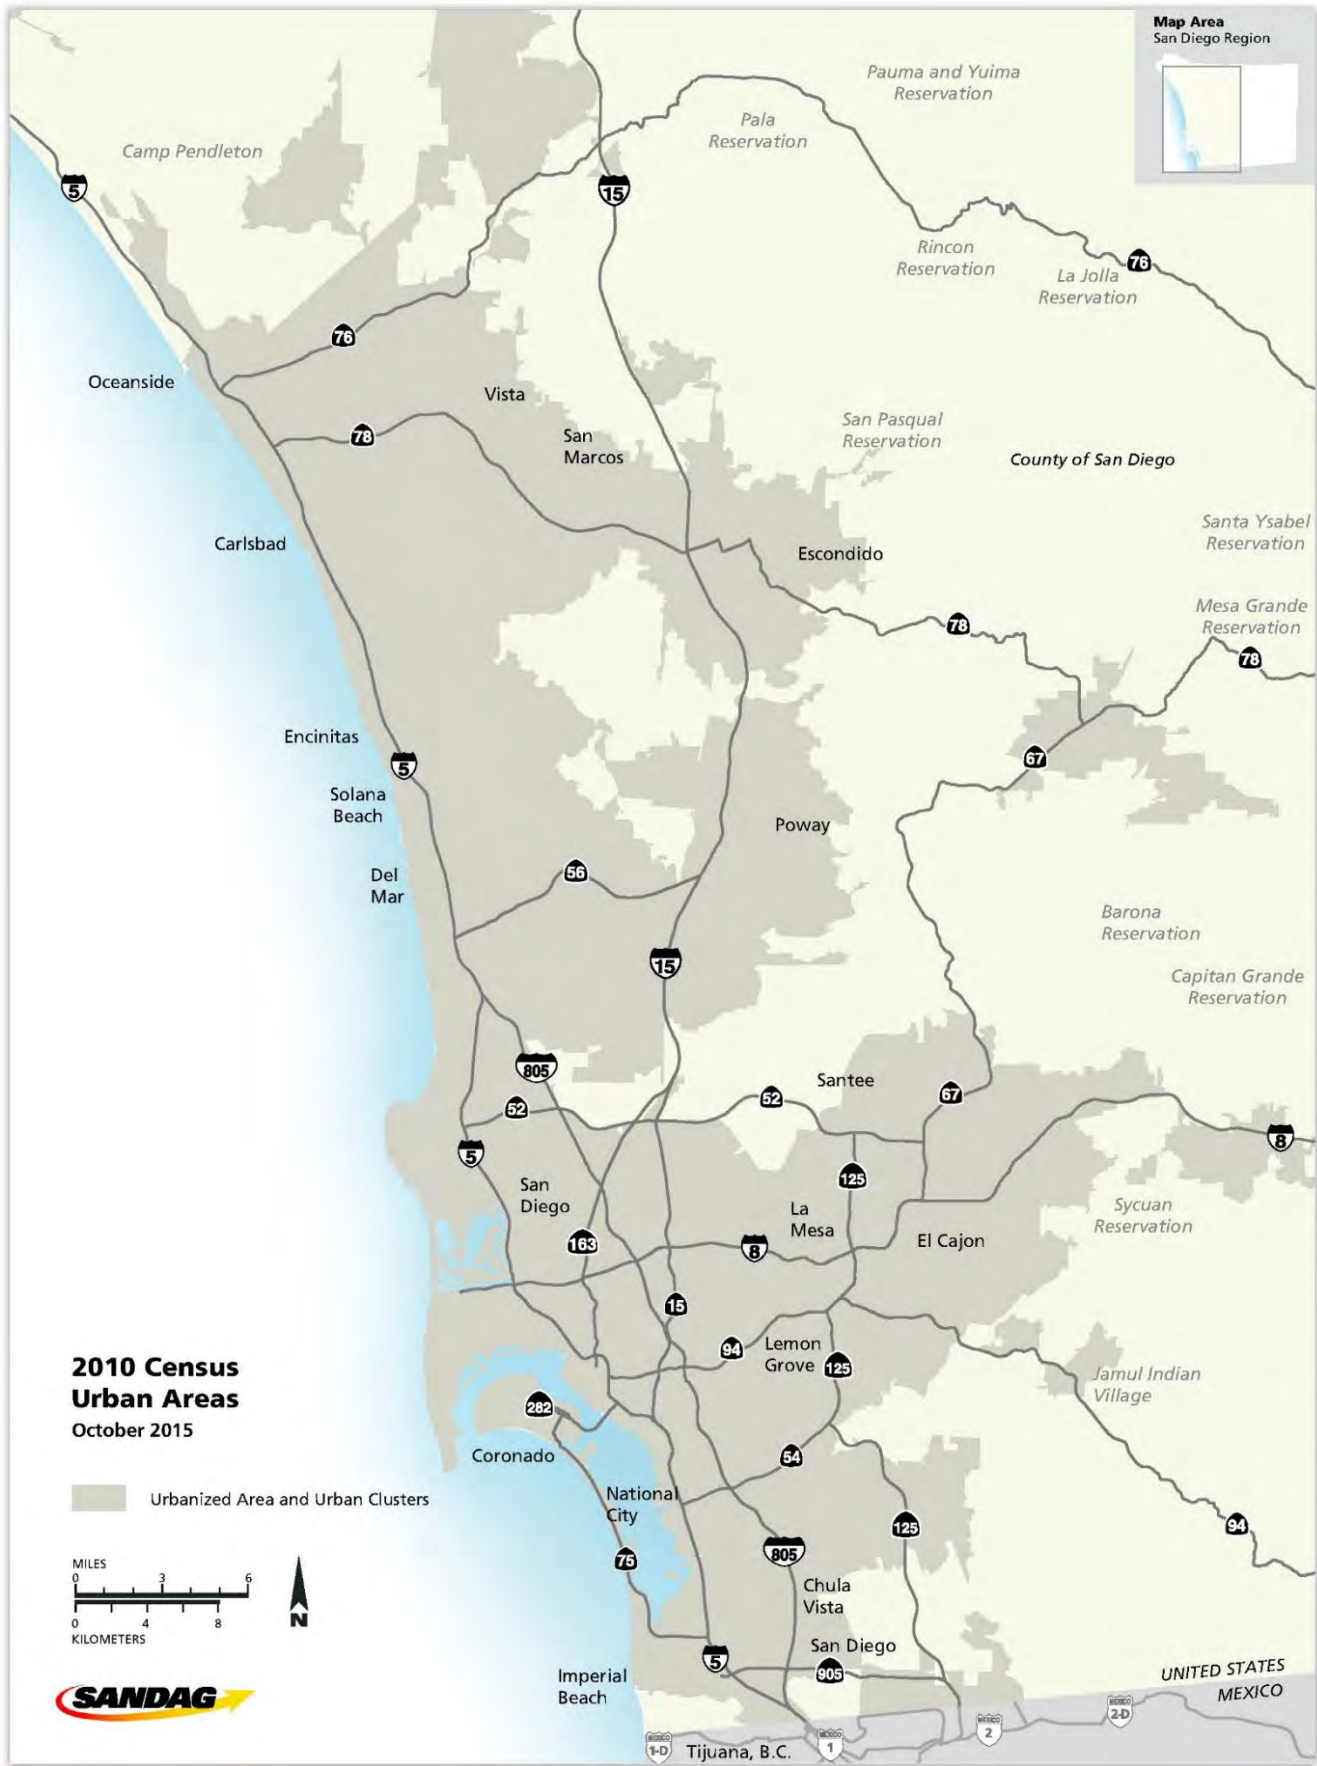 Map Area
San Diego Region
Pauma and Yuima
Reservation
Pala
Reservation
Camp Pendleton
5
15
Rincon
Reservation
76
La Jolla
Reservation
76
Oceanside
Vista
San Pasqual
Reservation
78
San
Marcos
County of San Diego
Santa Ysabel
Reservation
Carlsbad
Escondido
Mesa Grande
Reservation
78
78
Encinitas
5
67
Solana
Beach
Poway
56
Del
Mar
Barona
Reservation
15
Capitan Grande
Reservation
805
Santee
52
67
52
8
5
125
San
Diego
La
Mesa
Sycuan
Reservation
163
8
El Cajon
15
94
Lemon
Grove
125
2010 Census
Urban Areas
October 2015
Jamul Indian
Village
282
Coronado
54
Urbanized Area and Urban Clusters
National
City
125
94
805
75
MILES
0 3 6
0 4 8
KILOMETERS
N
Chula
Vista
San Diego
5
905
Imperial
Beach
UNITED STATES
MEXICO
SANDAG
MEXICO
2-D
MEXICO
2
MEXICO
1-D
Tijuana, B.C.
MEXICO
1